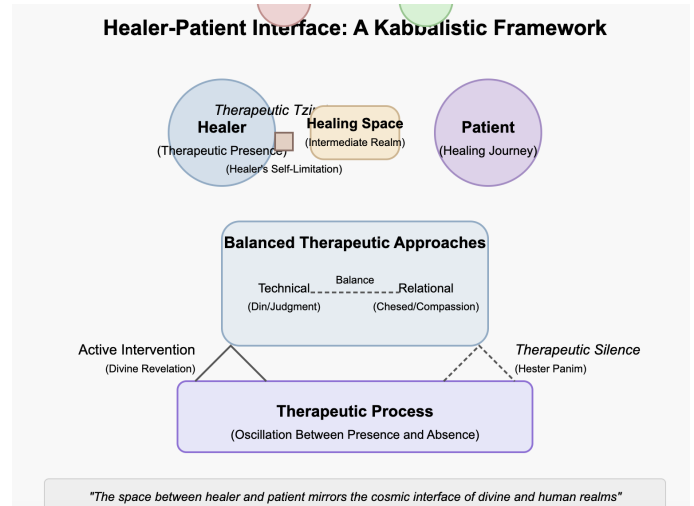 Healer-Patient Interface: A Kabbalistic Framework
Therapeutic
Healer
(Therapeutic Presence)
(Healer's Self-Limitation)
Healing Space
(Intermediate Realm)
Patient
(Healing Journey)
Balanced Therapeutic Approaches
Technical
(Din/Judgment)
Balance
Relational
(Chesed/Compassion)
Active Intervention
(Divine Revelation)
Therapeutic Silence
(Hester Panim)
Therapeutic Process
(Oscillation Between Presence and Absence)
"The space between healer and patient mirrors the cosmic interface of divine and human realms"